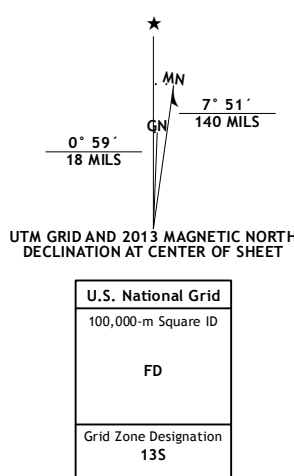 MN
7° 51´
140 MILS
GN
0° 59´
18 MILS
UTM GRID AND 2013 MAGNETIC NORTH
DECLINATION AT CENTER OF SHEET
U.S. National Grid
100,000-m Square ID
FD
Grid Zone Designation
13S